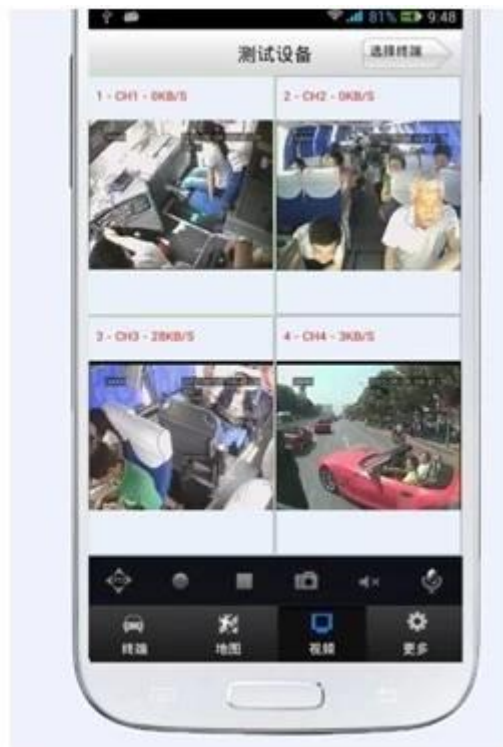 81% 9:48
测试设备 选择终端
1 - CH1 - 0KB/S 2 - CH2 - 0KB/S
3 - CH3 - 28KB/S 4 - CH4 - 3KB/S
终端 地图 视频 更多